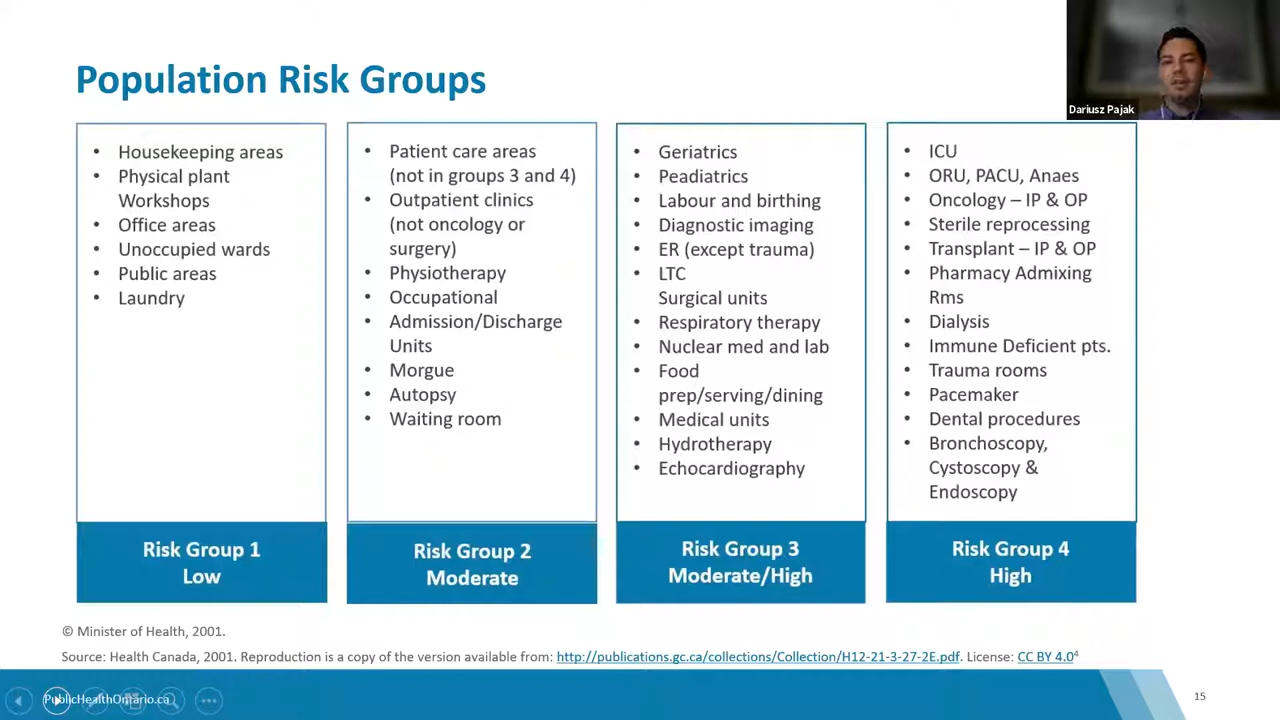 Population Risk Groups
Dariusz Pajak
• Housekeeping areas
• Physical plant
Workshops
• Office areas
• Unoccupied wards
• Public areas
• Laundry
Risk Group 1
Low
• Patient care areas
(not in groups 3 and 4)
• Outpatient clinics
(not oncology or
surgery)
• Physiotherapy
• Occupational
• Admission/Discharge
Units
• Morgue
• Autopsy
• Waiting room
Risk Group 2
Moderate
• Geriatrics
• Peadiatrics
• Labour and birthing
• Diagnostic imaging
• ER (except trauma)
• LTC
Surgical units
• Respiratory therapy
• Nuclear med and lab
• Food
prep/serving/dining
• Medical units
• Hydrotherapy
• Echocardiography
Risk Group 3
Moderate/High
• ICU
• ORU, PACU, Anaes
• Oncology – IP & OP
• Sterile reprocessing
• Transplant – IP & OP
• Pharmacy Admixing
Rms
• Dialysis
• Immune Deficient pts.
• Trauma rooms
• Pacemaker
• Dental procedures
• Bronchoscopy,
Cystoscopy &
Endoscopy
Risk Group 4
High
© Minister of Health, 2001.
Source: Health Canada, 2001. Reproduction is a copy of the version available from: http://publications.gc.ca/collections/Collection/H12-21-3-27-2E.pdf. License: CC BY 4.0⁴
PublicHealthOntario.ca
15